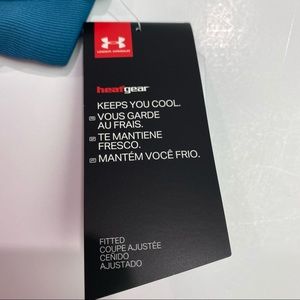 UNDER ARMOUR
heatgear
KEEPS YOU COOL.
VOUS GARDE
AU FRAIS.
TE MANTIENE
FRESCO.
MANTÉM VOCÊ FRIO.
FITTED
COUPE AJUSTÉE
CEÑIDO
AJUSTADO